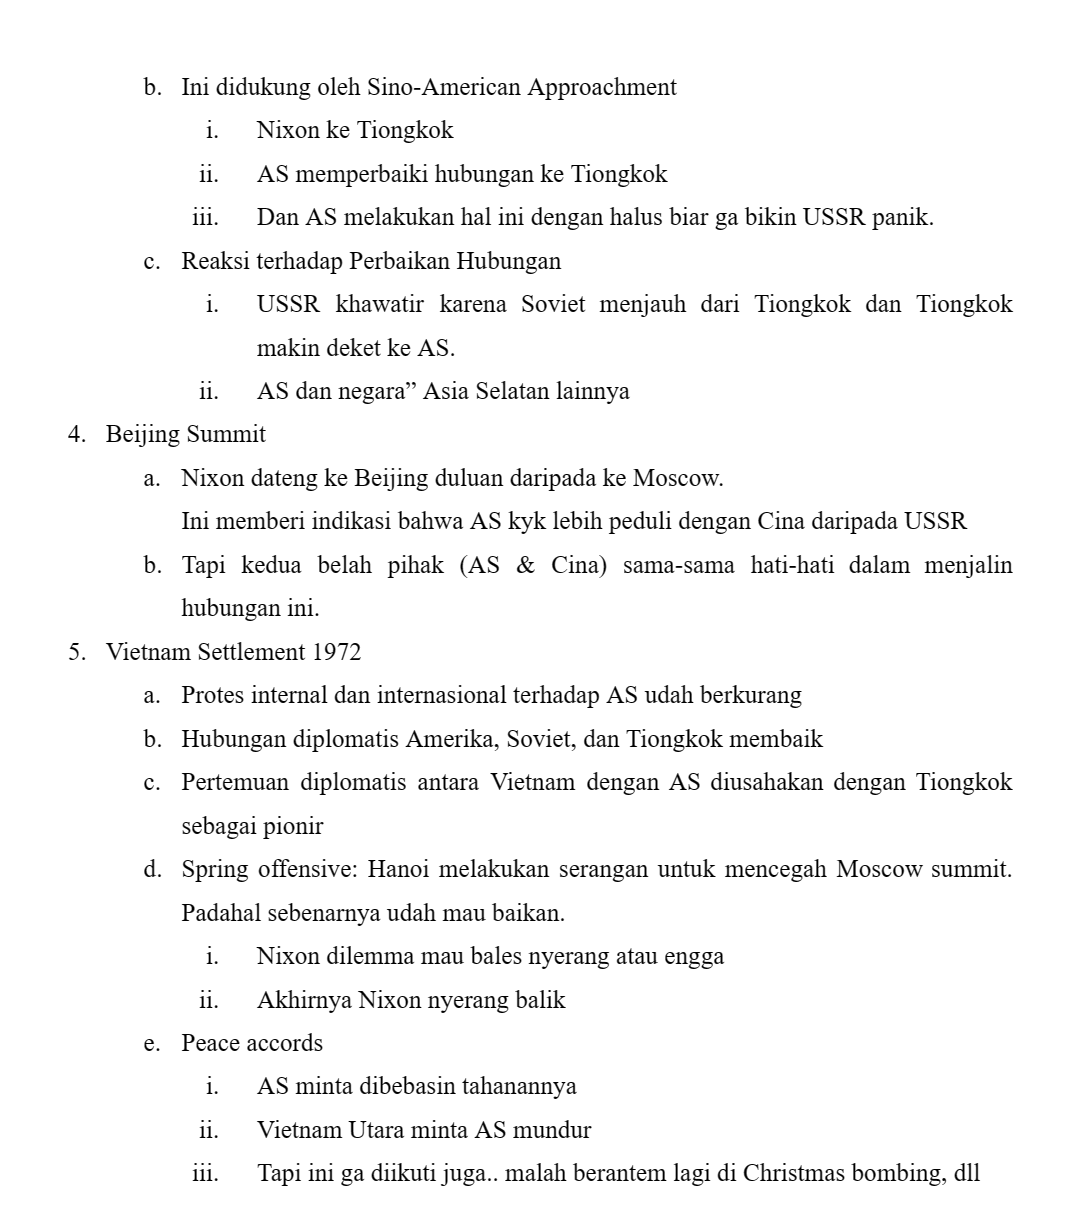 b. Ini didukung oleh Sino-American Approachment
i. Nixon ke Tiongkok
ii. AS memperbaiki hubungan ke Tiongkok
iii. Dan AS melakukan hal ini dengan halus biar ga bikin USSR panik.
c. Reaksi terhadap Perbaikan Hubungan
i. USSR khawatir karena Soviet menjauh dari Tiongkok dan Tiongkok
makin deket ke AS.
ii. AS dan negara” Asia Selatan lainnya
4. Beijing Summit
a. Nixon dateng ke Beijing duluan daripada ke Moscow.
Ini memberi indikasi bahwa AS kyk lebih peduli dengan Cina daripada USSR
b. Tapi kedua belah pihak (AS & Cina) sama-sama hati-hati dalam menjalin
hubungan ini.
5. Vietnam Settlement 1972
a. Protes internal dan internasional terhadap AS udah berkurang
b. Hubungan diplomatis Amerika, Soviet, dan Tiongkok membaik
c. Pertemuan diplomatis antara Vietnam dengan AS diusahakan dengan Tiongkok
sebagai pionir
d. Spring offensive: Hanoi melakukan serangan untuk mencegah Moscow summit.
Padahal sebenarnya udah mau baikan.
i. Nixon dilemma mau bales nyerang atau engga
ii. Akhirnya Nixon nyerang balik
e. Peace accords
i. AS minta dibebasin tahanannya
ii. Vietnam Utara minta AS mundur
iii. Tapi ini ga diikuti juga.. malah berantem lagi di Christmas bombing, dll